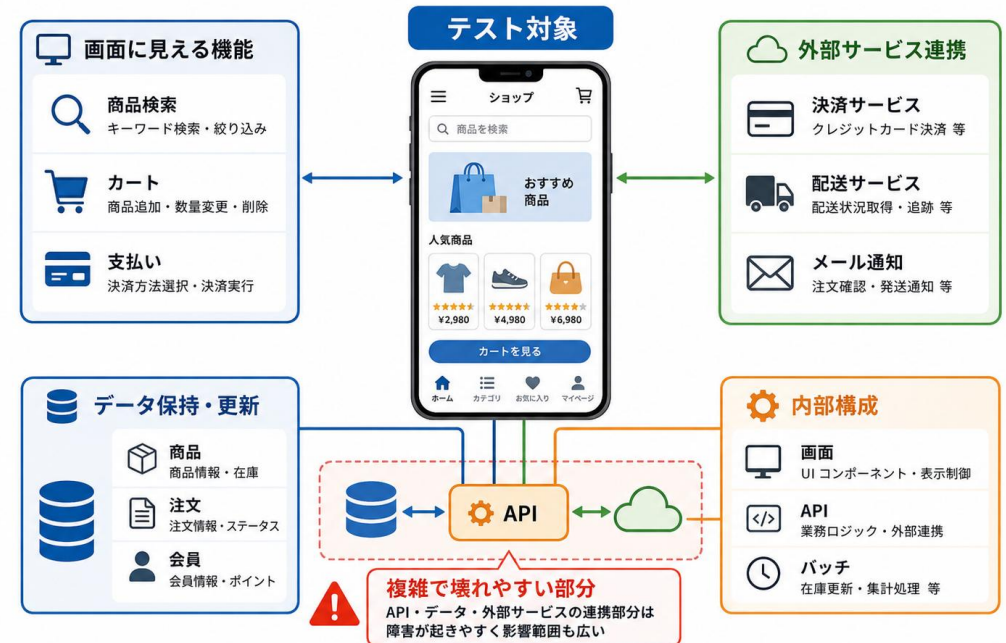 テスト対象
画面に見える機能
商品検索
キーワード検索・絞り込み
カート
商品追加・数量変更・削除
支払い
決済方法選択・決済実行
ショップ
商品を検索
おすすめ
商品
人気商品
¥2,980
¥4,980
¥6,980
カートを見る
ホーム
カテゴリ
お気に入り
マイページ
外部サービス連携
決済サービス
クレジットカード決済 等
配送サービス
配送状況取得・追跡 等
メール通知
注文確認・発送通知 等
データ保持・更新
商品
商品情報・在庫
注文
注文情報・ステータス
会員
会員情報・ポイント
API
複雑で壊れやすい部分
API・データ・外部サービスの連携部分は
障害が起きやすく影響範囲も広い
内部構成
画面
UI コンポーネント・表示制御
</>
API
業務ロジック・外部連携
バッチ
在庫更新・集計処理 等